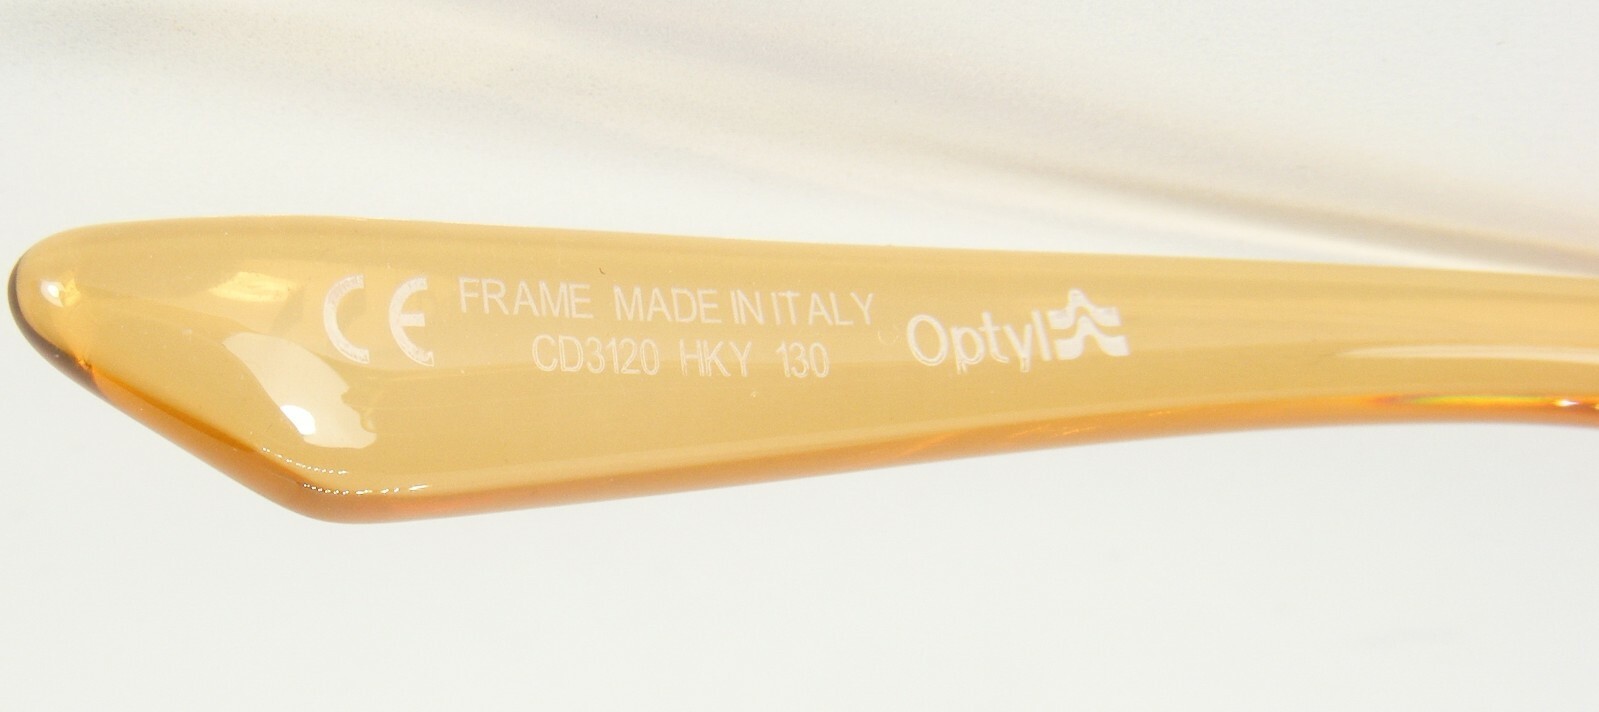 CE FRAME MADE IN ITALY
CD3120 HKY 130
Optyl